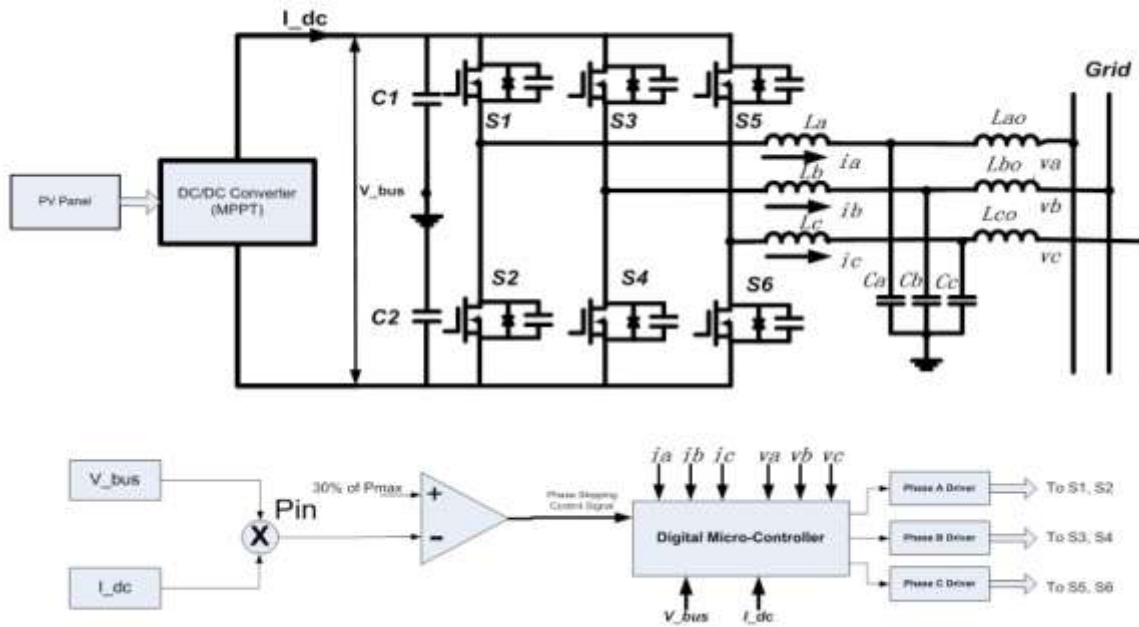 I_dc
Grid
C1
S1
S3
S5
La
Lao
ia
va
V_bus
PV Panel
DC/DC Converter
(MPPT)
Lb
Lbo
ib
vb
Lc
Lco
ic
vc
S2
S4
S6
Ca
Cb
Cc
C2
ia
ib
ic
va
vb
vc
V_bus
30% of Pmax
+
Phase Skipping
Control Signal
Phase A Driver
To S1, S2
Pin
X
-
Digital Micro-Controller
Phase B Driver
To S3, S4
I_dc
Phase C Driver
To S5, S6
V_bus
I_dc